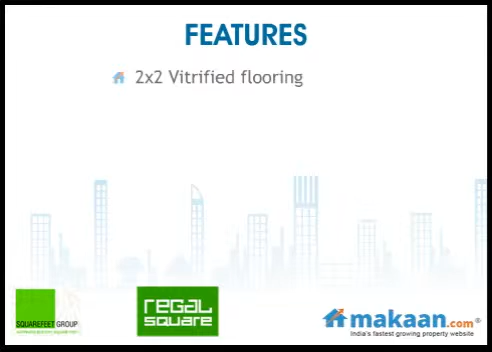 FEATURES
2x2 Vitrified flooring
SQUAREFEET GROUP
regal
square
makaan.com®
India's fastest growing property website